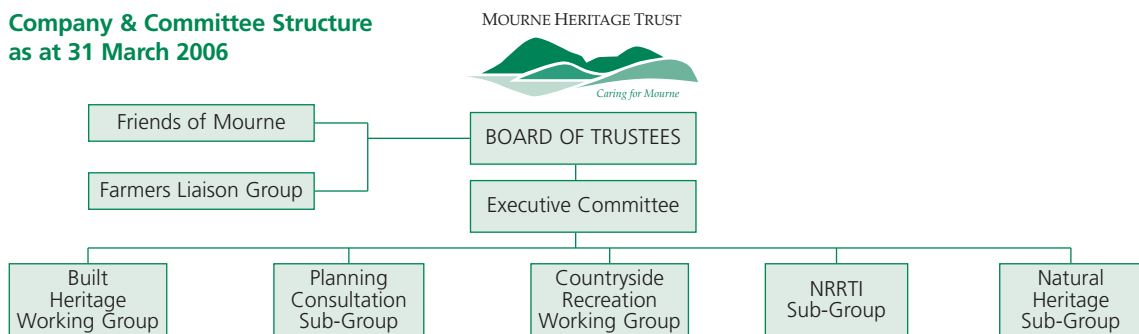 Company & Committee Structure
as at 31 March 2006
MOURNE HERITAGE TRUST
Caring for Mourne
Friends of Mourne
BOARD OF TRUSTEES
Farmers Liaison Group
Executive Committee
Built
Heritage
Working Group
Planning
Consultation
Sub-Group
Countryside
Recreation
Working Group
NRRTI
Sub-Group
Natural
Heritage
Sub-Group